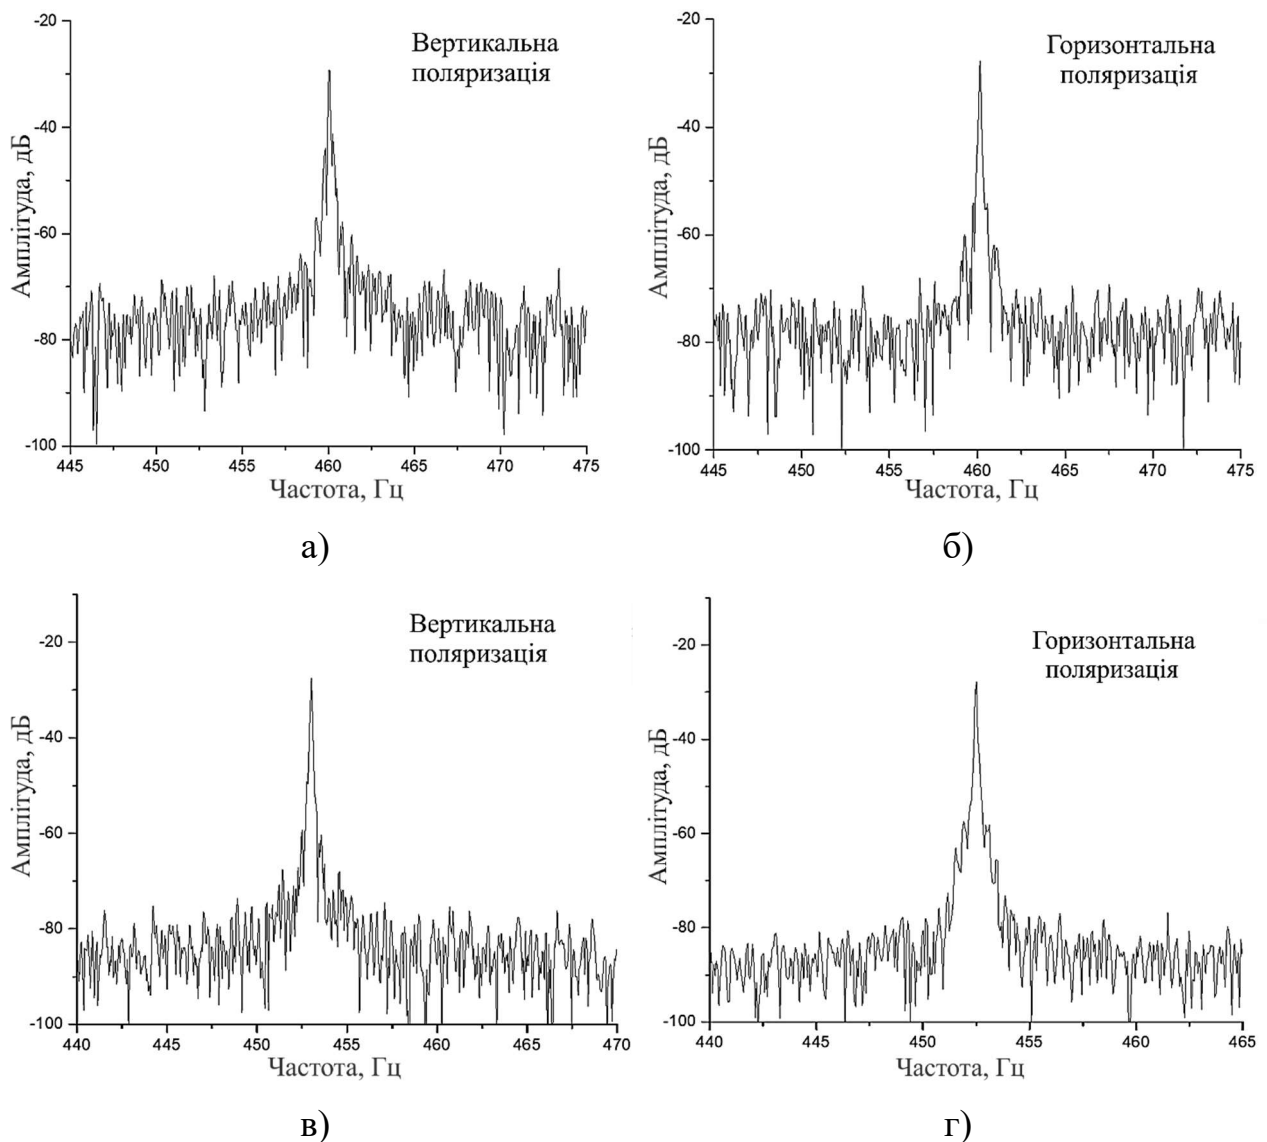 Вертикальна
поляризація
Амплітуда, дБ
-20
-40
-60
-80
-100
445 450 455 460 465 470 475
Частота, Гц
а)
Горизонтальна
поляризація
Амплітуда, дБ
-20
-40
-60
-80
-100
445 450 455 460 465 470 475
Частота, Гц
б)
Вертикальна
поляризація
Амплітуда, дБ
-20
-40
-60
-80
-100
440 445 450 455 460 465 470
Частота, Гц
в)
Горизонтальна
поляризація
Амплітуда, дБ
-20
-40
-60
-80
-100
440 445 450 455 460 465
Частота, Гц
г)